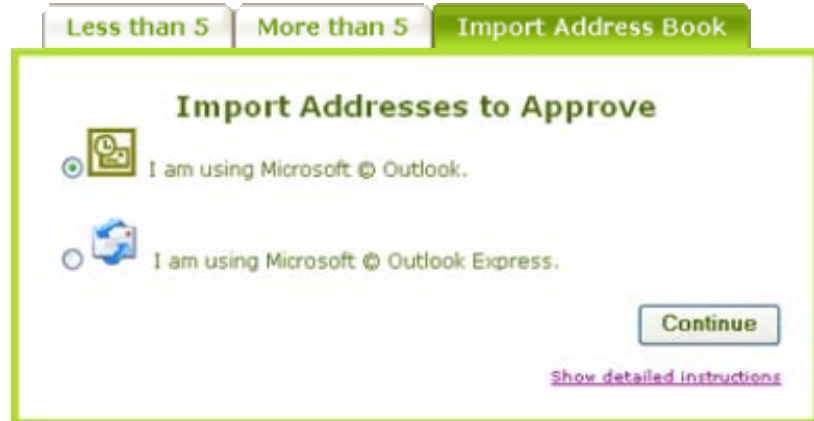 Less than 5 More than 5 Import Address Book
Import Addresses to Approve
I am using Microsoft © Outlook.
I am using Microsoft © Outlook Express.
Continue
Show detailed instructions